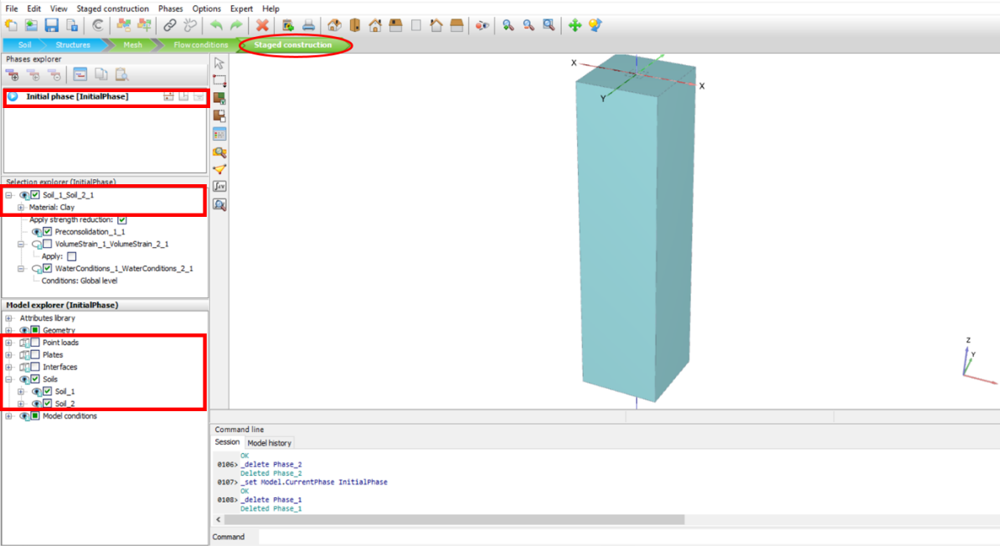 File Edit View Staged construction Phases Options Expert Help
Soil Structures Mesh Flow conditions Staged construction
Phases explorer
Initial phase [InitialPhase]
Selection explorer (InitialPhase)
Soil_1_Soil_2_1
Material: Clay
Apply strength reduction:
Preconsolidation_1_1
VolumeStrain_1_VolumeStrain_2_1
Apply:
WaterConditions_1_WaterConditions_2_1
Conditions: Global level
Model explorer (InitialPhase)
Attributes library
Geometry
Point loads
Plates
Interfaces
Soils
Soil_1
Soil_2
Model conditions
X
X
Y
Z
Y
Command line
Session Model history
OK
0106> _delete Phase_2
Deleted Phase_2
0107> _set Model.CurrentPhase InitialPhase
OK
0108> _delete Phase_1
Deleted Phase_1
Command